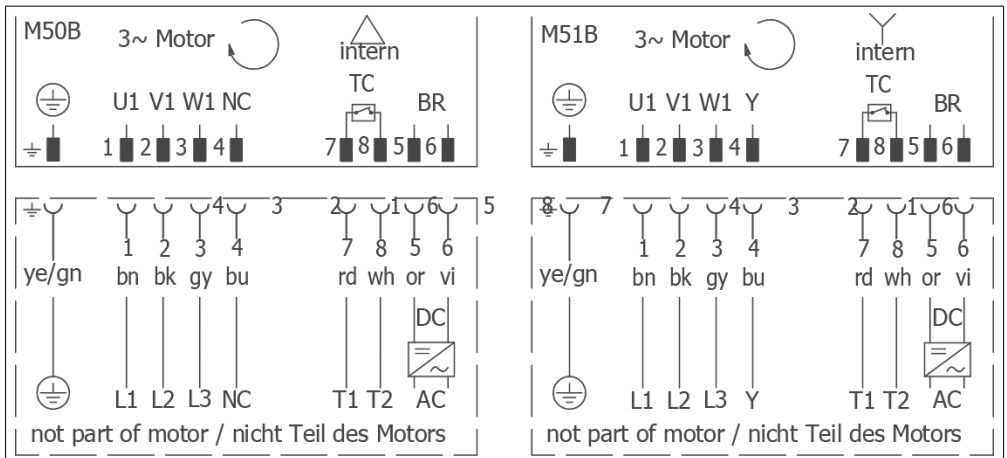 M50B
3~ Motor
intern
TC
U1 V1 W1 NC
BR
1 2 3 4 7 8 5 6
4 3 2 1 6 5
1 2 3 4 7 8 5 6
ye/gn bn bk gy bu rd wh or vi
DC
L1 L2 L3 NC T1 T2 AC
not part of motor / nicht Teil des Motors
M51B
3~ Motor
intern
TC
U1 V1 W1 Y
BR
1 2 3 4 7 8 5 6
8 7 4 3 2 1 6
1 2 3 4 7 8 5 6
ye/gn bn bk gy bu rd wh or vi
DC
L1 L2 L3 Y T1 T2 AC
not part of motor / nicht Teil des Motors